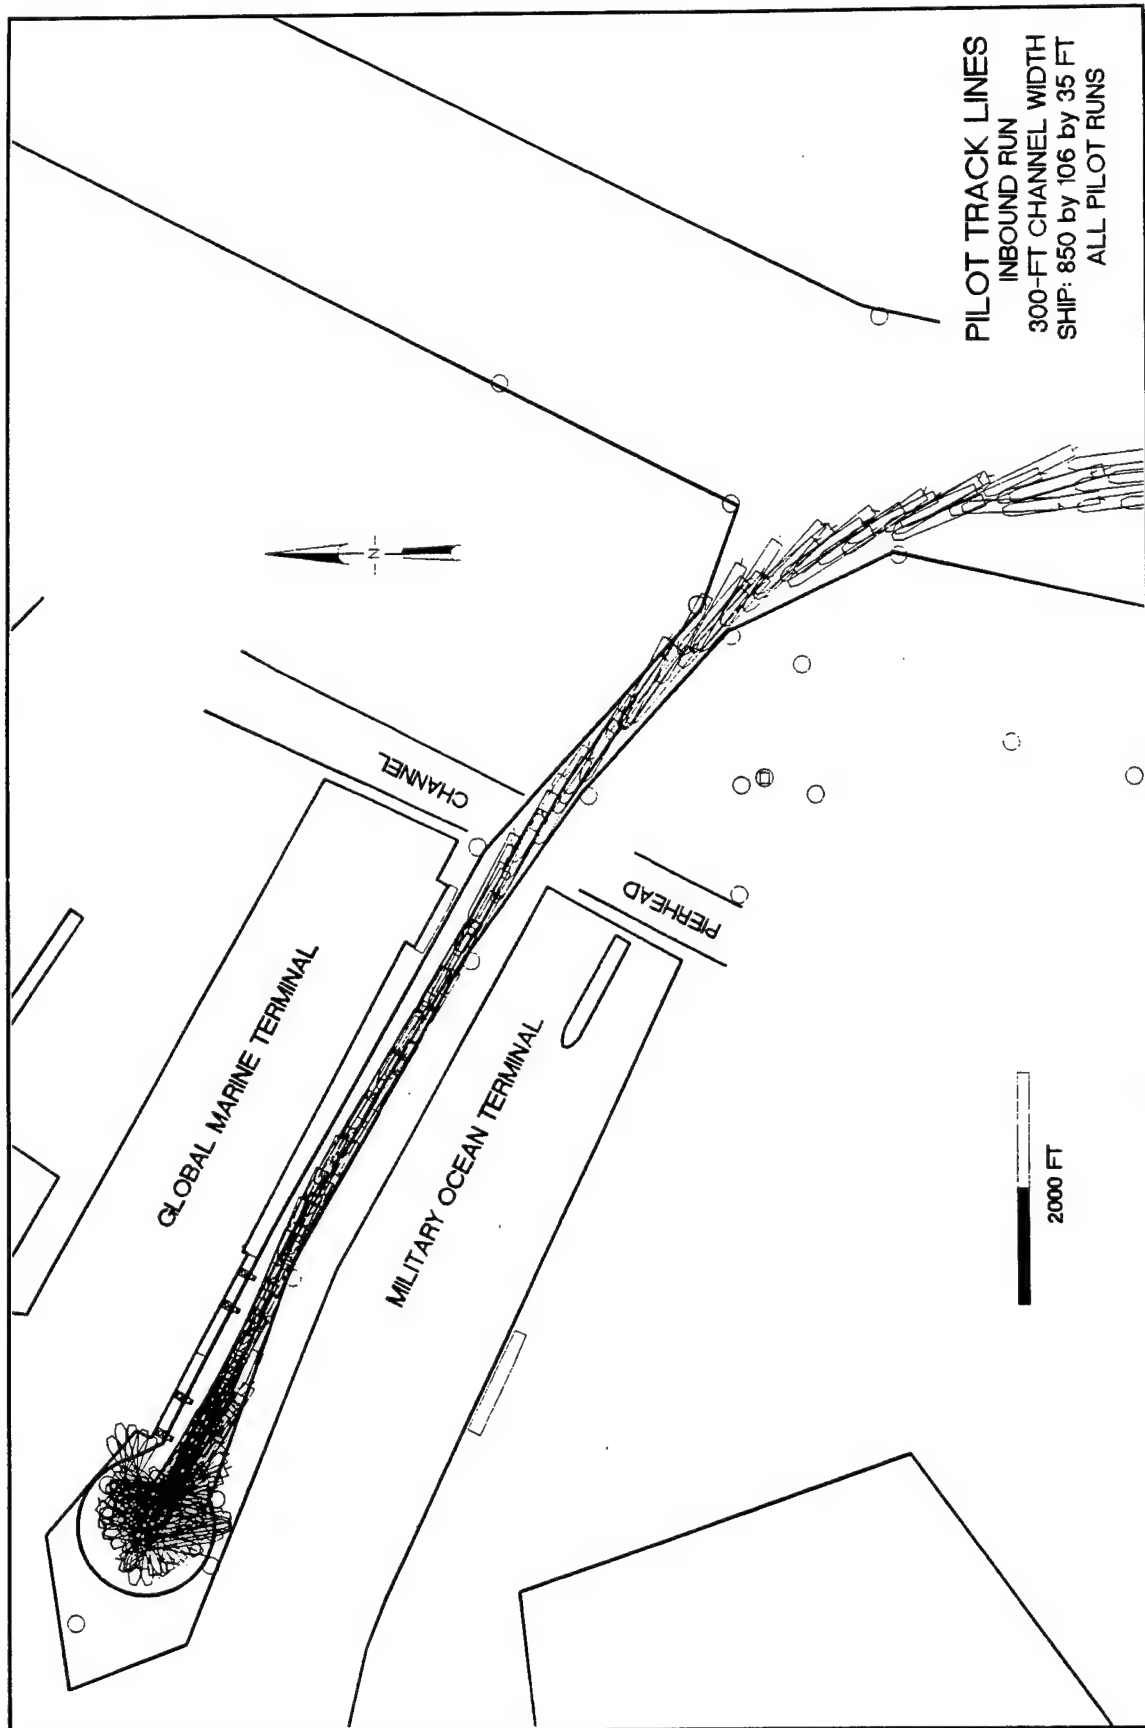 PILOT TRACK LINES
INBOUND RUN
300-FT CHANNEL WIDTH
SHIP: 850 by 106 by 35 FT
ALL PILOT RUNS
N
CHANNEL
PIERHEAD
GLOBAL MARINE TERMINAL
MILITARY OCEAN TERMINAL
2000 FT